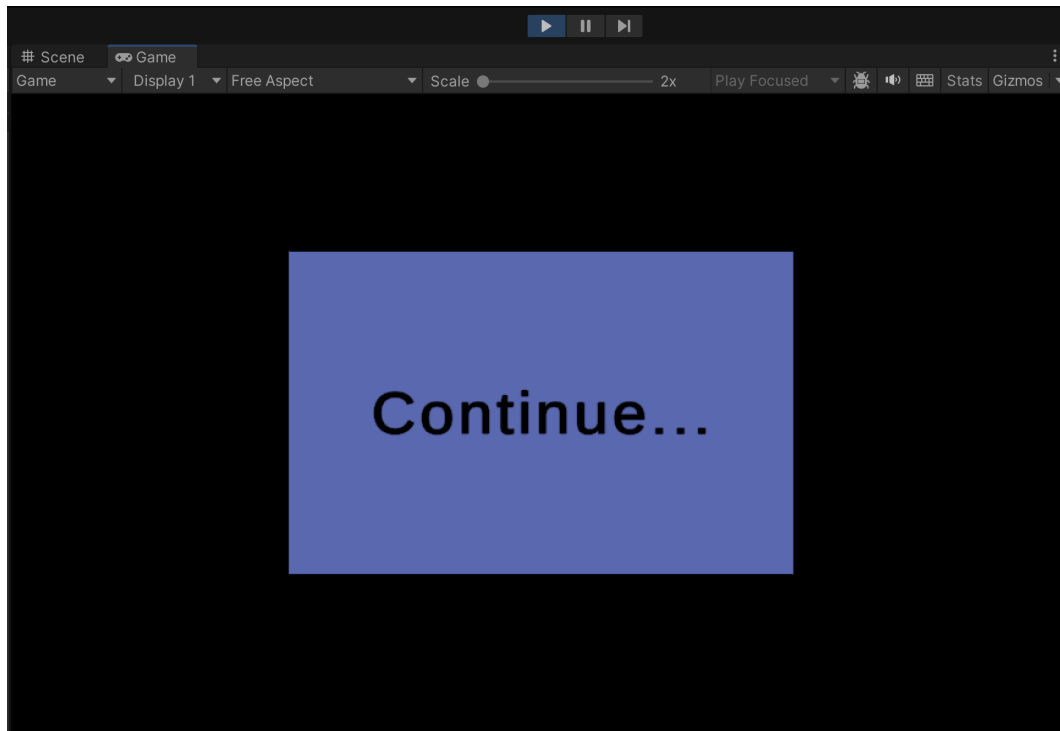 Scene Game
Game Display 1 Free Aspect Scale 2x Play Focused Stats Gizmos
Continue...